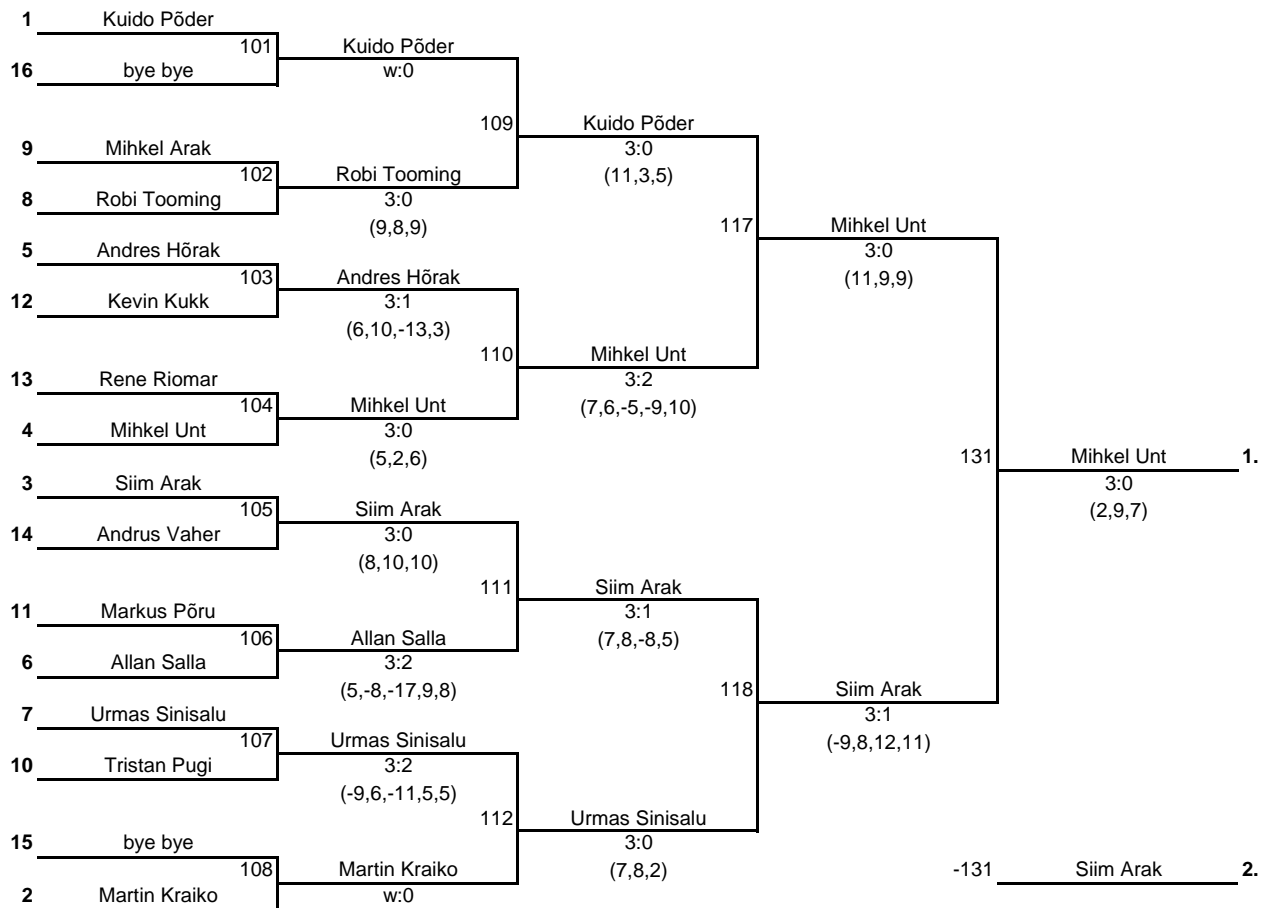 1 Kuido Põder
101 Kuido Põder
16 bye bye w:0
109 Kuido Põder
9 Mihkel Arak 3:0
102 Robi Tooming (11,3,5)
8 Robi Tooming 3:0
(9,8,9)
117 Mihkel Unt
5 Andres Hõrak 3:0
103 Andres Hõrak (11,9,9)
12 Kevin Kukk 3:1
(6,10,-13,3)
110 Mihkel Unt
13 Rene Riomar 3:2
104 Mihkel Unt (7,6,-5,-9,10)
4 Mihkel Unt 3:0
(5,2,6)
131 Mihkel Unt 1.
3 Siim Arak 3:0
105 Siim Arak (2,9,7)
14 Andrus Vaher 3:0
(8,10,10)
111 Siim Arak
11 Markus Põru 3:1
106 Allan Salla (7,8,-8,5)
6 Allan Salla 3:2
(5,-8,-17,9,8)
118 Siim Arak
7 Urmas Sinisalu 3:1
107 Urmas Sinisalu (-9,8,12,11)
10 Tristan Pugi 3:2
(-9,6,-11,5,5)
112 Urmas Sinisalu
15 bye bye 3:0
108 Martin Kraiko (7,8,2)
-131 Siim Arak 2.
2 Martin Kraiko w:0